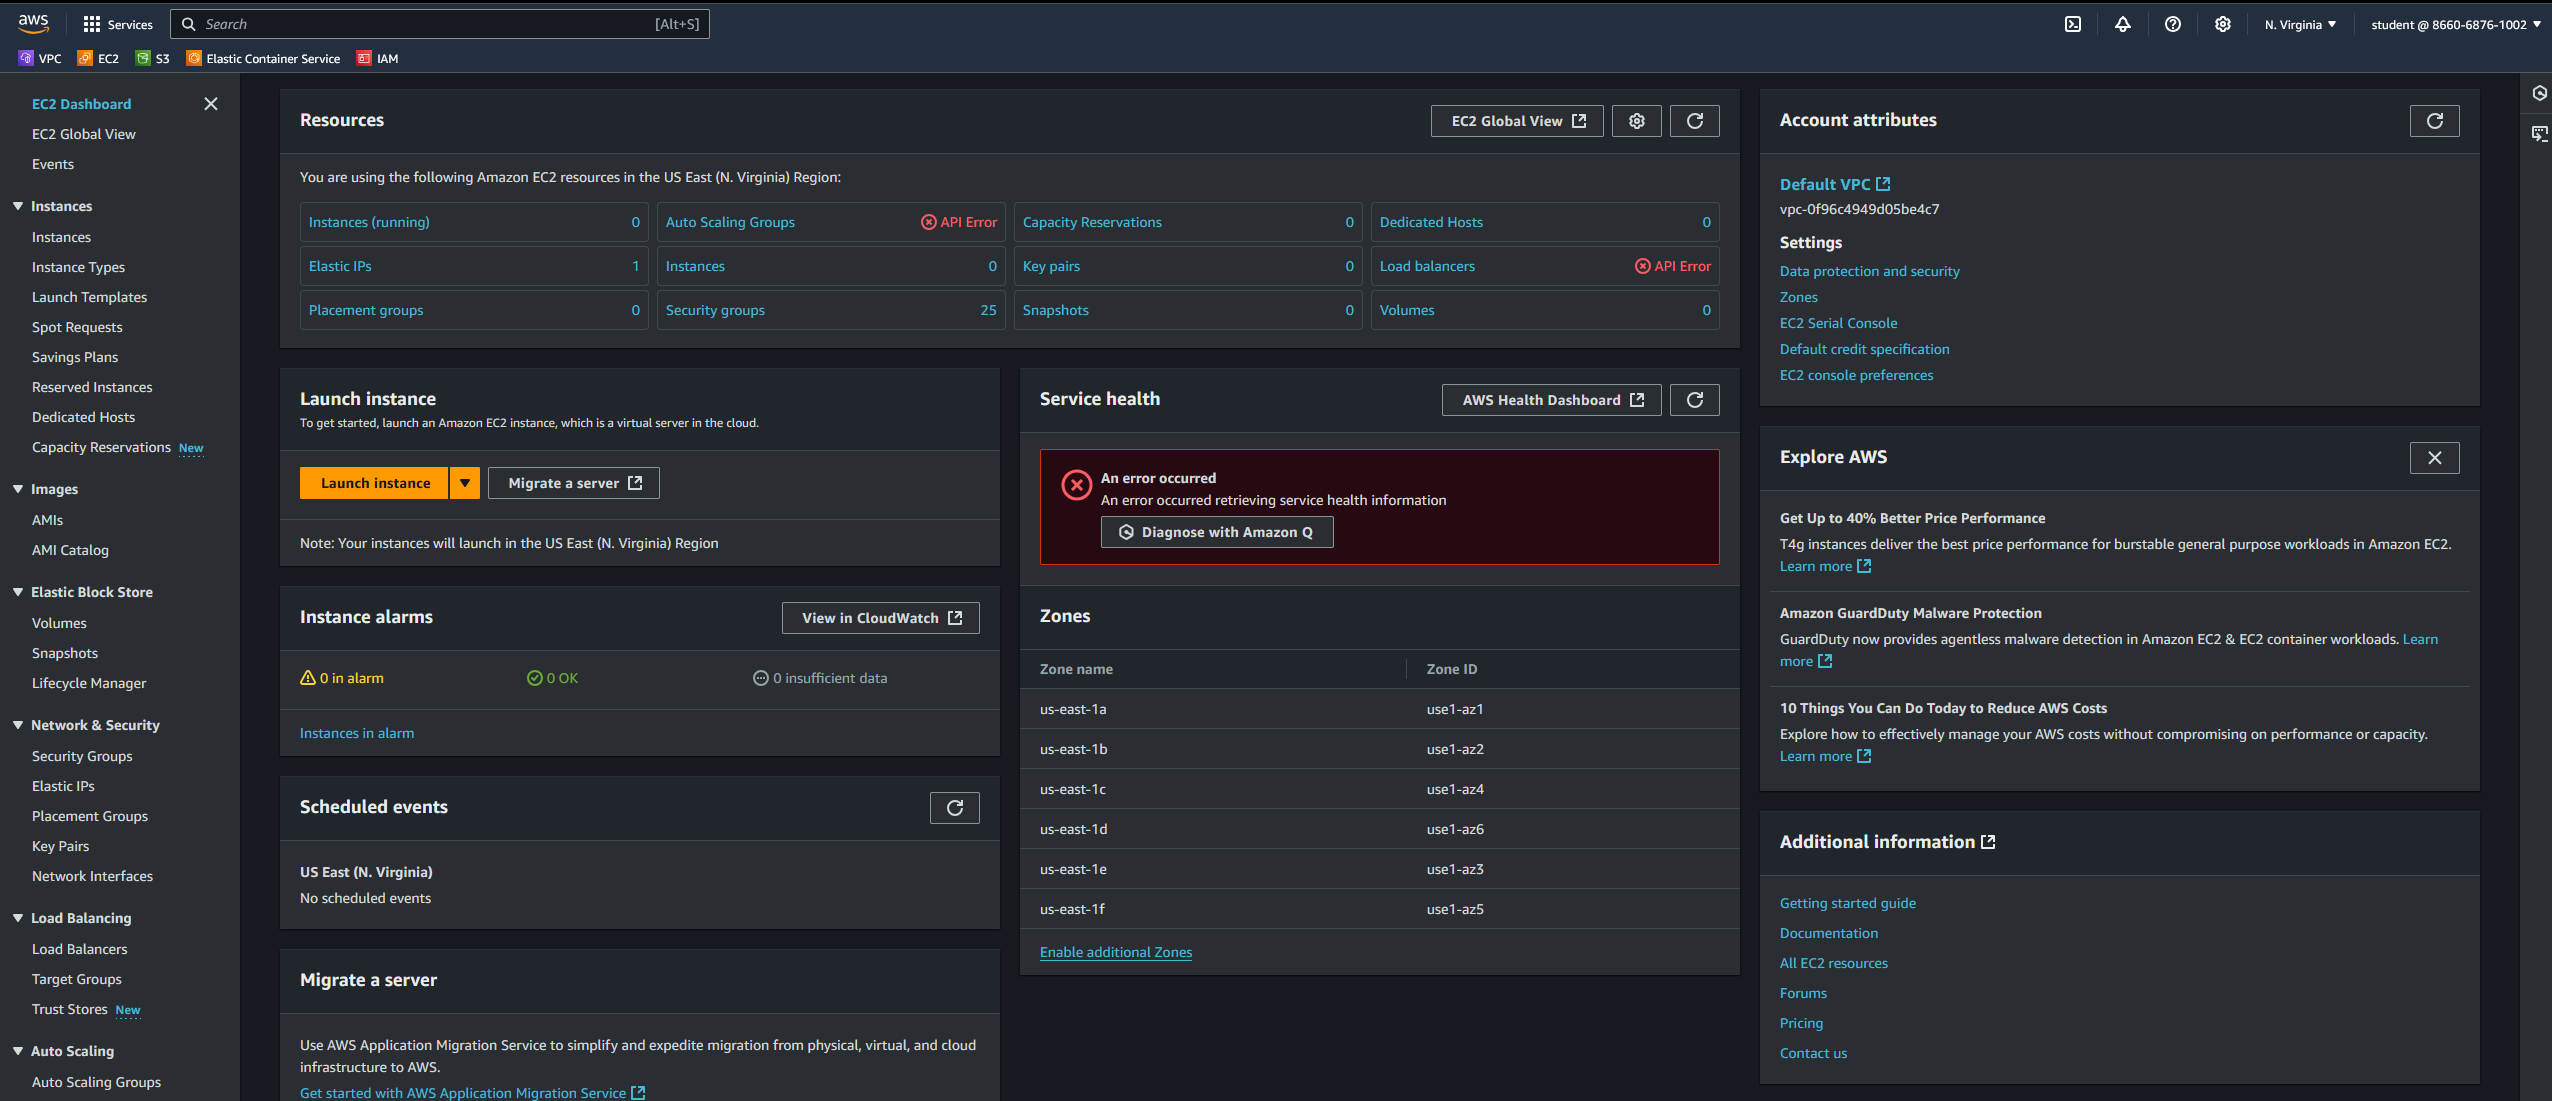 aws
Services
Search
[Alt+S]
N. Virginia
student @ 8660-6876-1002
VPC
EC2
S3
Elastic Container Service
IAM
EC2 Dashboard
EC2 Global View
Events
Instances
Instances
Instance Types
Launch Templates
Spot Requests
Savings Plans
Reserved Instances
Dedicated Hosts
Capacity Reservations New
Images
AMIs
AMI Catalog
Elastic Block Store
Volumes
Snapshots
Lifecycle Manager
Network & Security
Security Groups
Elastic IPs
Placement Groups
Key Pairs
Network Interfaces
Load Balancing
Load Balancers
Target Groups
Trust Stores New
Auto Scaling
Auto Scaling Groups
Resources
EC2 Global View
You are using the following Amazon EC2 resources in the US East (N. Virginia) Region:
Instances (running) 0
Auto Scaling Groups API Error
Capacity Reservations 0
Dedicated Hosts 0
Elastic IPs 1
Instances 0
Key pairs 0
Load balancers API Error
Placement groups 0
Security groups 25
Snapshots 0
Volumes 0
Launch instance
To get started, launch an Amazon EC2 instance, which is a virtual server in the cloud.
Launch instance
Migrate a server
Note: Your instances will launch in the US East (N. Virginia) Region
Instance alarms
View in CloudWatch
0 in alarm
0 OK
0 insufficient data
Instances in alarm
Scheduled events
US East (N. Virginia)
No scheduled events
Migrate a server
Use AWS Application Migration Service to simplify and expedite migration from physical, virtual, and cloud
infrastructure to AWS.
Get started with AWS Application Migration Service
Service health
AWS Health Dashboard
An error occurred
An error occurred retrieving service health information
Diagnose with Amazon Q
Zones
Zone name Zone ID
us-east-1a use1-az1
us-east-1b use1-az2
us-east-1c use1-az4
us-east-1d use1-az6
us-east-1e use1-az3
us-east-1f use1-az5
Enable additional Zones
Account attributes
Default VPC
vpc-0f96c4949d05be4c7
Settings
Data protection and security
Zones
EC2 Serial Console
Default credit specification
EC2 console preferences
Explore AWS
Get Up to 40% Better Price Performance
T4g instances deliver the best price performance for burstable general purpose workloads in Amazon EC2.
Learn more
Amazon GuardDuty Malware Protection
GuardDuty now provides agentless malware detection in Amazon EC2 & EC2 container workloads. Learn
more
10 Things You Can Do Today to Reduce AWS Costs
Explore how to effectively manage your AWS costs without compromising on performance or capacity.
Learn more
Additional information
Getting started guide
Documentation
All EC2 resources
Forums
Pricing
Contact us